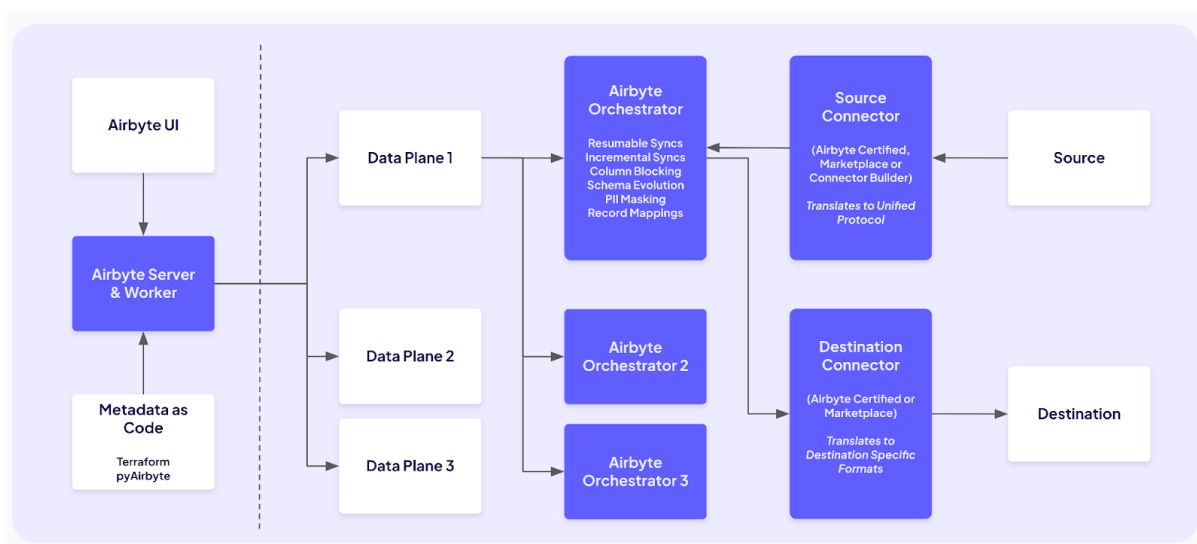 Airbyte UI
Airbyte Server
& Worker
Metadata as
Code
Terraform
pyAirbyte
Data Plane 1
Data Plane 2
Data Plane 3
Airbyte
Orchestrator
Resumable Syncs
Incremental Syncs
Column Blocking
Schema Evolution
PII Masking
Record Mappings
Airbyte
Orchestrator 2
Airbyte
Orchestrator 3
Source
Connector
(Airbyte Certified,
Marketplace or
Connector Builder)
Translates to Unified
Protocol
Destination
Connector
(Airbyte Certified or
Marketplace)
Translates to
Destination Specific
Formats
Source
Destination